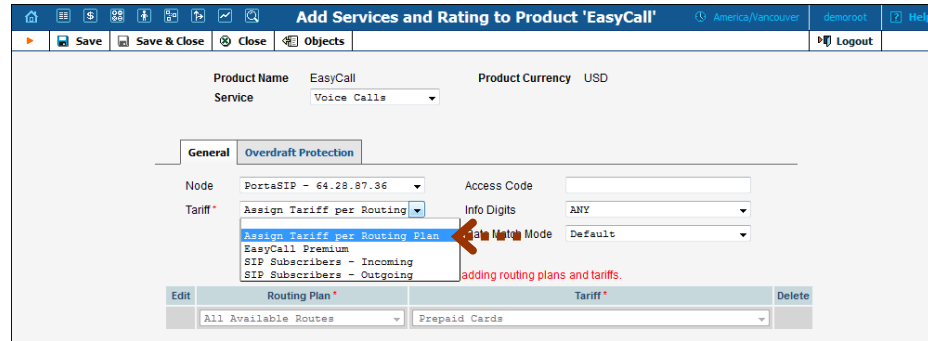 Add Services and Rating to Product 'EasyCall'
America/Vancouver
demoroot
? Help
Save
Save & Close
Close
Objects
Logout
Product Name EasyCall Product Currency USD
Service Voice Calls
General Overdraft Protection
Node PortaSIP - 64.28.87.36 Access Code
Tariff * Assign Tariff per Routing Info Digits ANY
Assign Tariff per Routing Plan Rate Match Mode Default
EasyCall Premium
SIP Subscribers - Incoming
SIP Subscribers - Outgoing adding routing plans and tariffs.
Edit Routing Plan * Tariff * Delete
All Available Routes Prepaid Cards